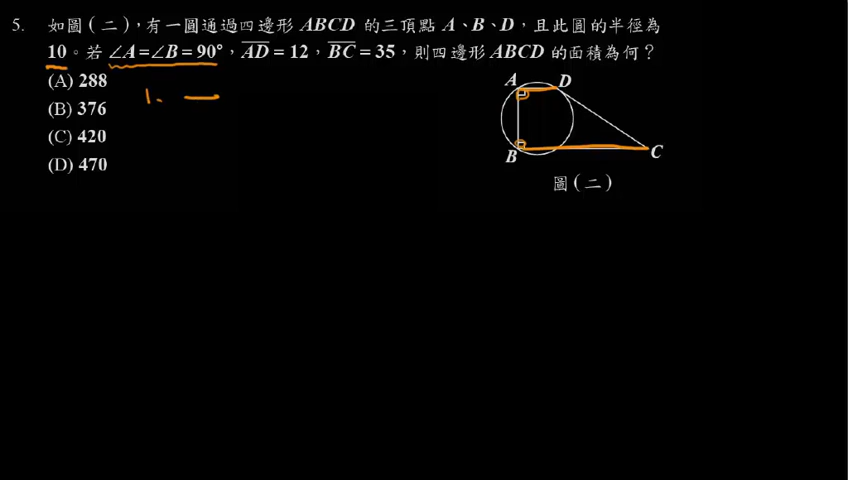 5. 如圖(二),有一圓通過四邊形 ABCD 的三頂點 A、B、D,且此圓的半徑為
10。若 ∠A=∠B=90°,AD=12,BC=35,則四邊形 ABCD 的面積為何?
(A) 288
(B) 376
(C) 420
(D) 470
1. —
A D
B C
圖(二)